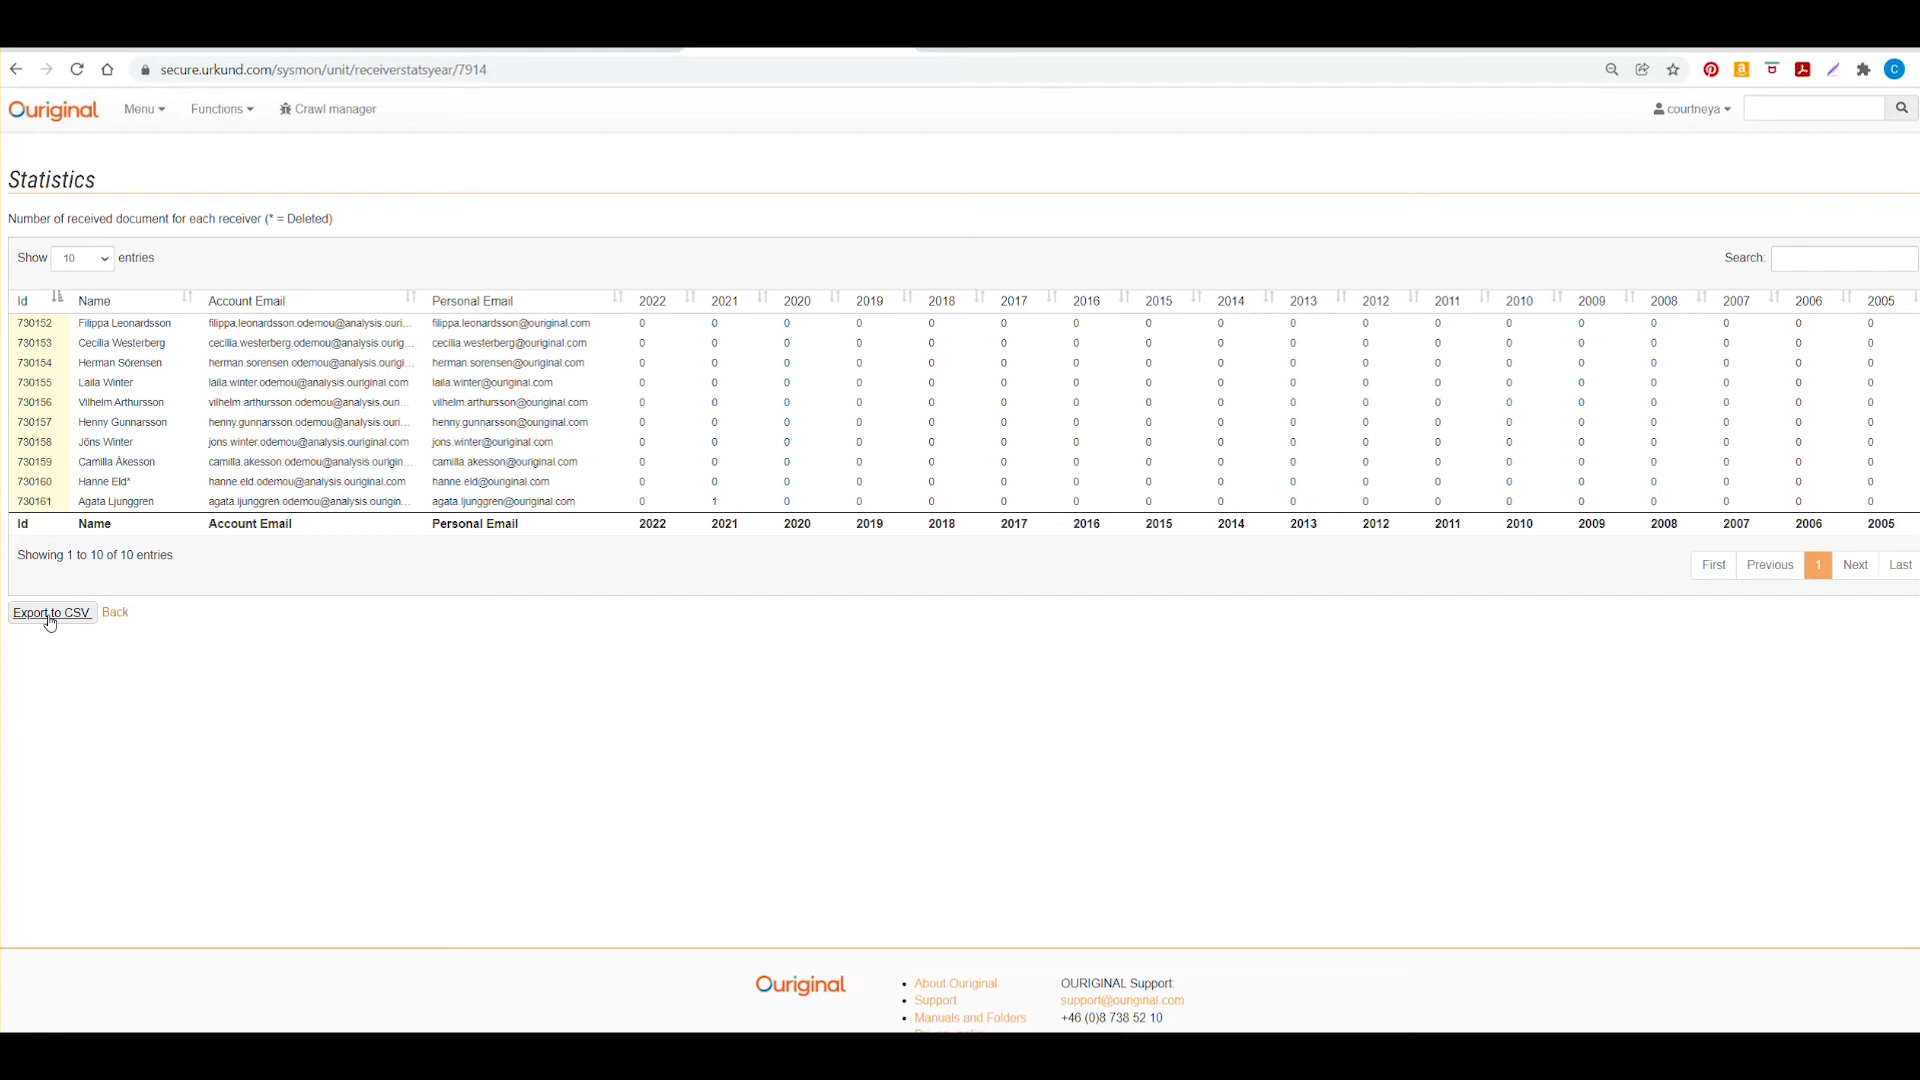 secure.urkund.com/sysmon/unit/receiverstatsyear/7914
C
Ouriginal Menu Functions Crawl manager courtneya
Statistics
Number of received document for each receiver (* = Deleted)
Show 10 entries Search:
Id Name Account Email Personal Email 2022 2021 2020 2019 2018 2017 2016 2015 2014 2013 2012 2011 2010 2009 2008 2007 2006 2005
730152 Filippa Leonardsson filippa.leonardsson.odemou@analysis.ouri... filippa.leonardsson@ouriginal.com 0 0 0 0 0 0 0 0 0 0 0 0 0 0 0 0 0 0
730153 Cecilia Westerberg cecilia.westerberg.odemou@analysis.ourig... cecilia.westerberg@ouriginal.com 0 0 0 0 0 0 0 0 0 0 0 0 0 0 0 0 0 0
730154 Herman Sörensen herman.sorensen.odemou@analysis.ourigi... herman.sorensen@ouriginal.com 0 0 0 0 0 0 0 0 0 0 0 0 0 0 0 0 0 0
730155 Laila Winter laila.winter.odemou@analysis.ouriginal.com laila.winter@ouriginal.com 0 0 0 0 0 0 0 0 0 0 0 0 0 0 0 0 0 0
730156 Vilhelm Arthursson vilhelm.arthursson.odemou@analysis.ouri... vilhelm.arthursson@ouriginal.com 0 0 0 0 0 0 0 0 0 0 0 0 0 0 0 0 0 0
730157 Henny Gunnarsson henny.gunnarsson.odemou@analysis.ouri... henny.gunnarsson@ouriginal.com 0 0 0 0 0 0 0 0 0 0 0 0 0 0 0 0 0 0
730158 Jöns Winter jons.winter.odemou@analysis.ouriginal.com jons.winter@ouriginal.com 0 0 0 0 0 0 0 0 0 0 0 0 0 0 0 0 0 0
730159 Camilla Åkesson camilla.akesson.odemou@analysis.ourigin... camilla.akesson@ouriginal.com 0 0 0 0 0 0 0 0 0 0 0 0 0 0 0 0 0 0
730160 Hanne Eld* hanne.eld.odemou@analysis.ouriginal.com hanne.eld@ouriginal.com 0 0 0 0 0 0 0 0 0 0 0 0 0 0 0 0 0 0
730161 Agata Ljunggren agata.ljunggren.odemou@analysis.ourigin... agata.ljunggren@ouriginal.com 0 1 0 0 0 0 0 0 0 0 0 0 0 0 0 0 0 0
Id Name Account Email Personal Email 2022 2021 2020 2019 2018 2017 2016 2015 2014 2013 2012 2011 2010 2009 2008 2007 2006 2005
Showing 1 to 10 of 10 entries
First Previous 1 Next Last
Export to CSV Back
Ouriginal
About Ouriginal
Support
Manuals and Folders
OURIGINAL Support:
support@ouriginal.com
+46 (0)8 738 52 10